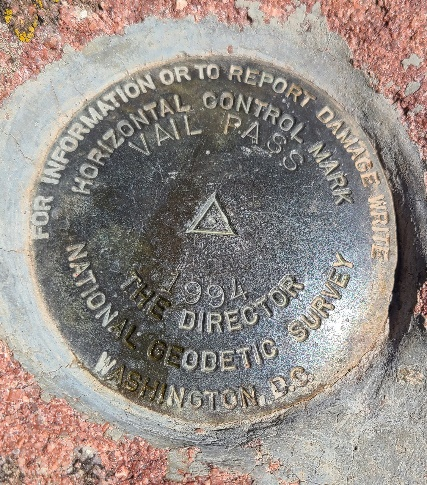 FOR INFORMATION OR TO REPORT DAMAGE WRITE
HORIZONTAL CONTROL MARK
VAIL PASS
1994
THE DIRECTOR
NATIONAL GEODETIC SURVEY
WASHINGTON, D.C.